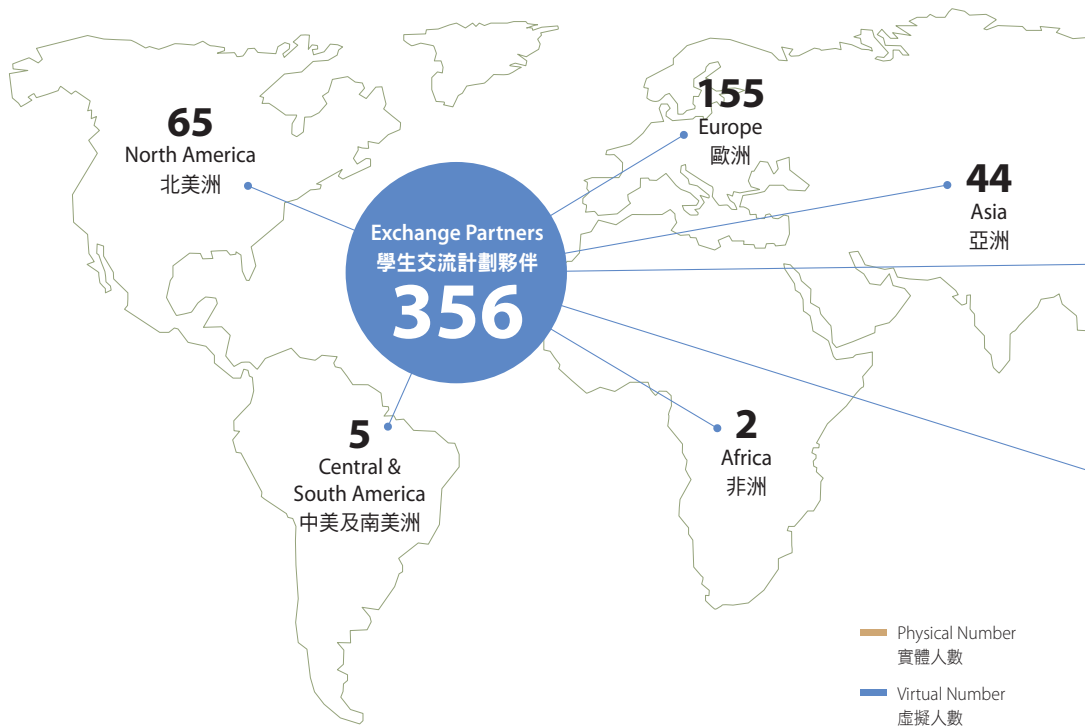 65
North America
北美洲
155
Europe
歐洲
44
Asia
亞洲
Exchange Partners
學生交流計劃夥伴
356
5
Central &
South America
中美及南美洲
2
Africa
非洲
Physical Number
實體人數
Virtual Number
虛擬人數